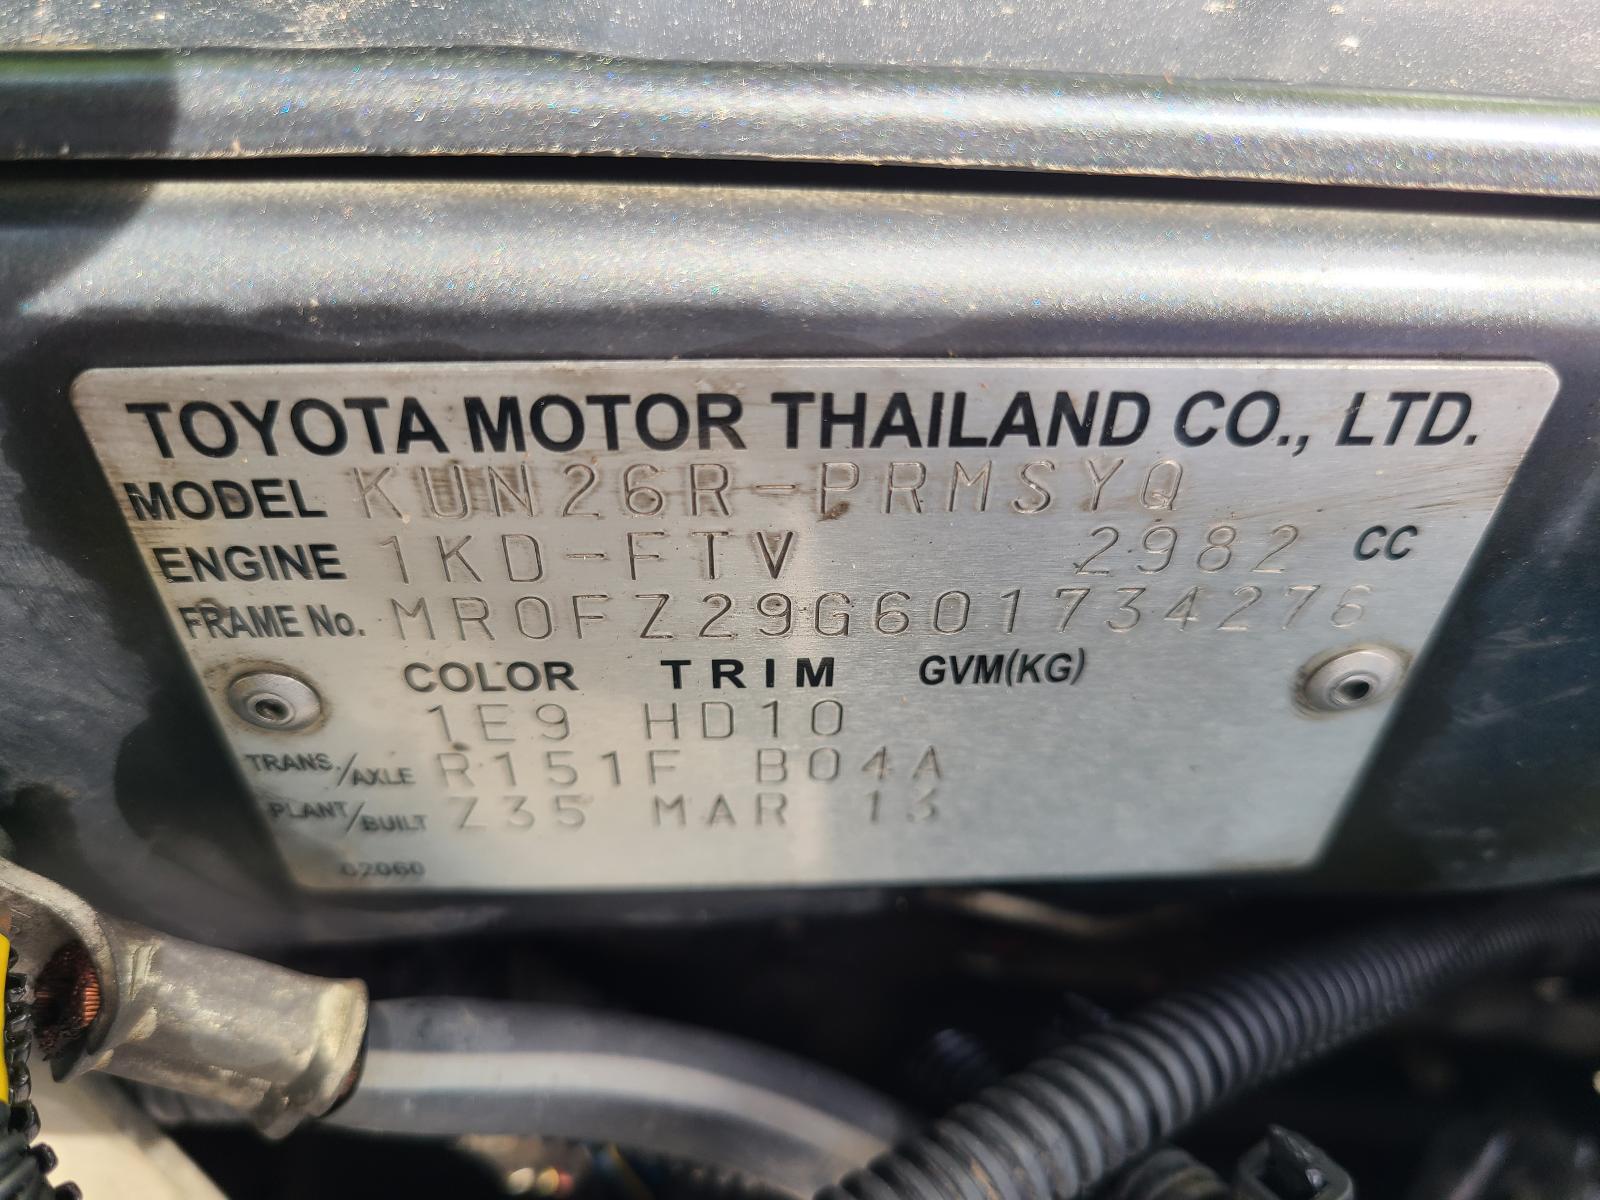 TOYOTA MOTOR THAILAND CO., LTD.
MODEL KUN26R-PRMSYQ
ENGINE 1KD-FTV 2982 CC
FRAME No. MR0FZ29G601734276
COLOR TRIM GVM(KG)
1E9 HD10
TRANS./AXLE R151F B04A
PLANT/BUILT Z35 MAR 13
02060